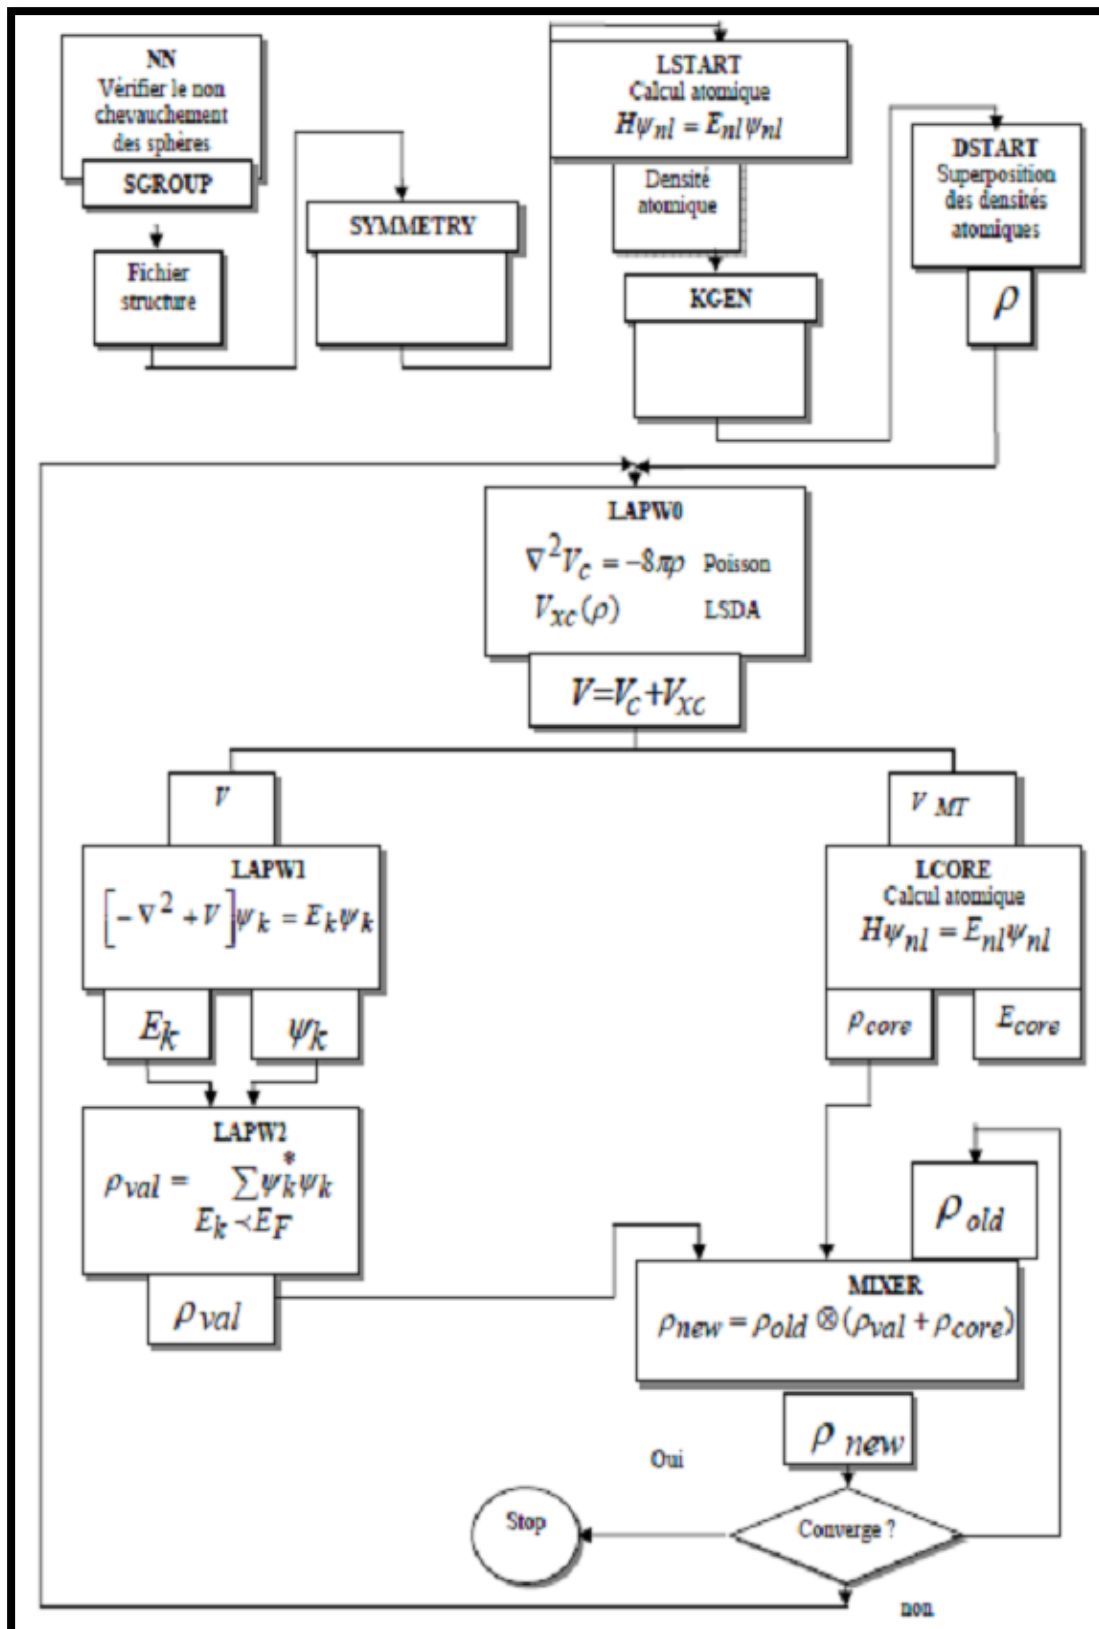 NN
Vérifier le non
chevauchement
des sphères
SGROUP
Fichier
structure
SYMMETRY
LSTART
Calcul atomique
Hψnl = Enlψnl
Densité
atomique
KGEN
DSTART
Superposition
des densités
atomiques
ρ
LAPW0
∇²Vc = −8πρ Poisson
Vxc(ρ) LSDA
V=Vc+Vxc
V
LAPW1
[−∇² + V]ψk = Ekψk
Ek ψk
LAPW2
ρval = ∑ψk*ψk
Ek ≺ EF
ρval
V MT
LCORE
Calcul atomique
Hψnl = Enlψnl
ρcore Ecore
ρold
MIXER
ρnew = ρold ⊗(ρval + ρcore)
ρ new
Oui
Stop
Converge ?
non